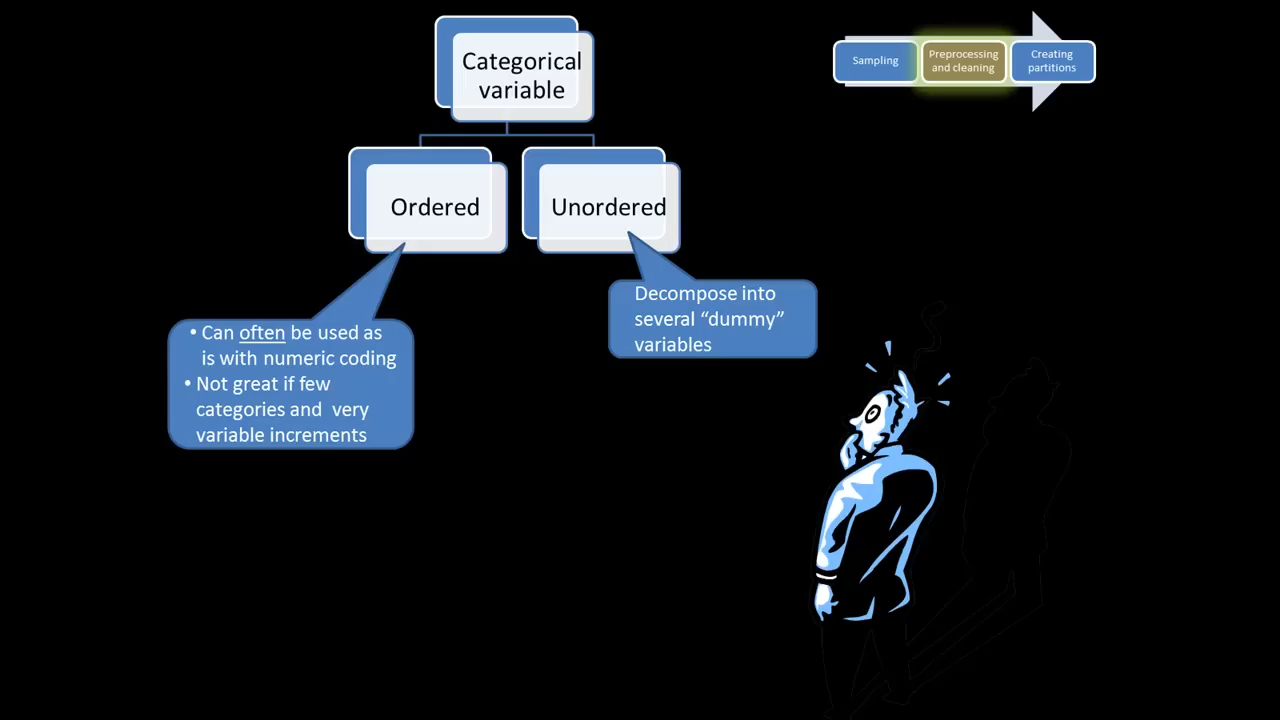 Categorical
variable
Sampling
Preprocessing
and cleaning
Creating
partitions
Ordered
Unordered
Decompose into
several “dummy”
variables
• Can often be used as
is with numeric coding
• Not great if few
categories and very
variable increments